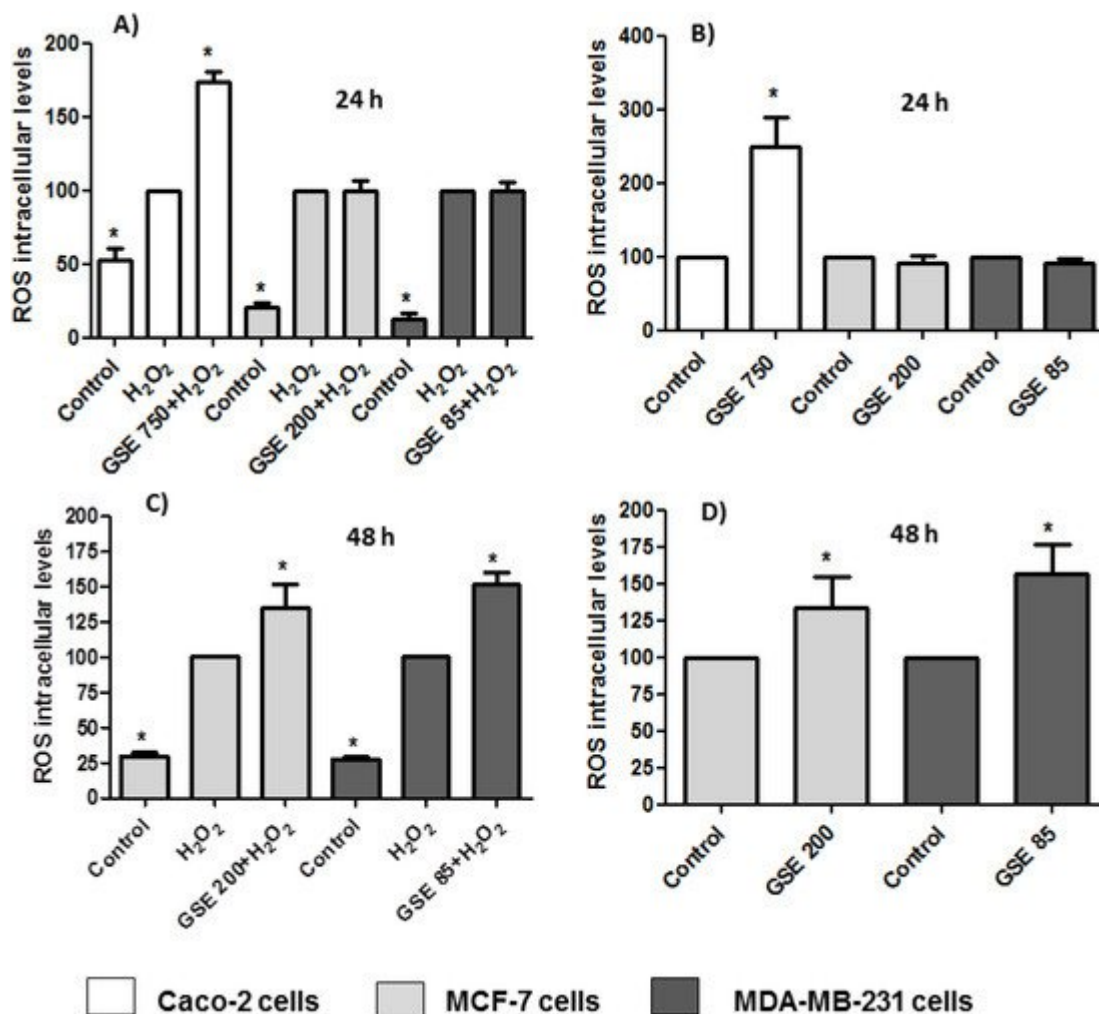 A)
24 h
ROS intracellular levels
200
150
100
50
0
* * * *
Control H₂O₂ GSE 750+H₂O₂ Control H₂O₂ GSE 200+H₂O₂ Control H₂O₂ GSE 85+H₂O₂
B)
24 h
ROS intracellular levels
400
300
200
100
0
*
Control GSE 750 Control GSE 200 Control GSE 85
C)
48 h
ROS intracellular levels
200
175
150
125
100
75
50
25
0
* * * *
Control H₂O₂ GSE 200+H₂O₂ Control H₂O₂ GSE 85+H₂O₂
D)
48 h
ROS intracellular levels
200
175
150
125
100
75
50
25
0
* *
Control GSE 200 Control GSE 85
Caco-2 cells MCF-7 cells MDA-MB-231 cells